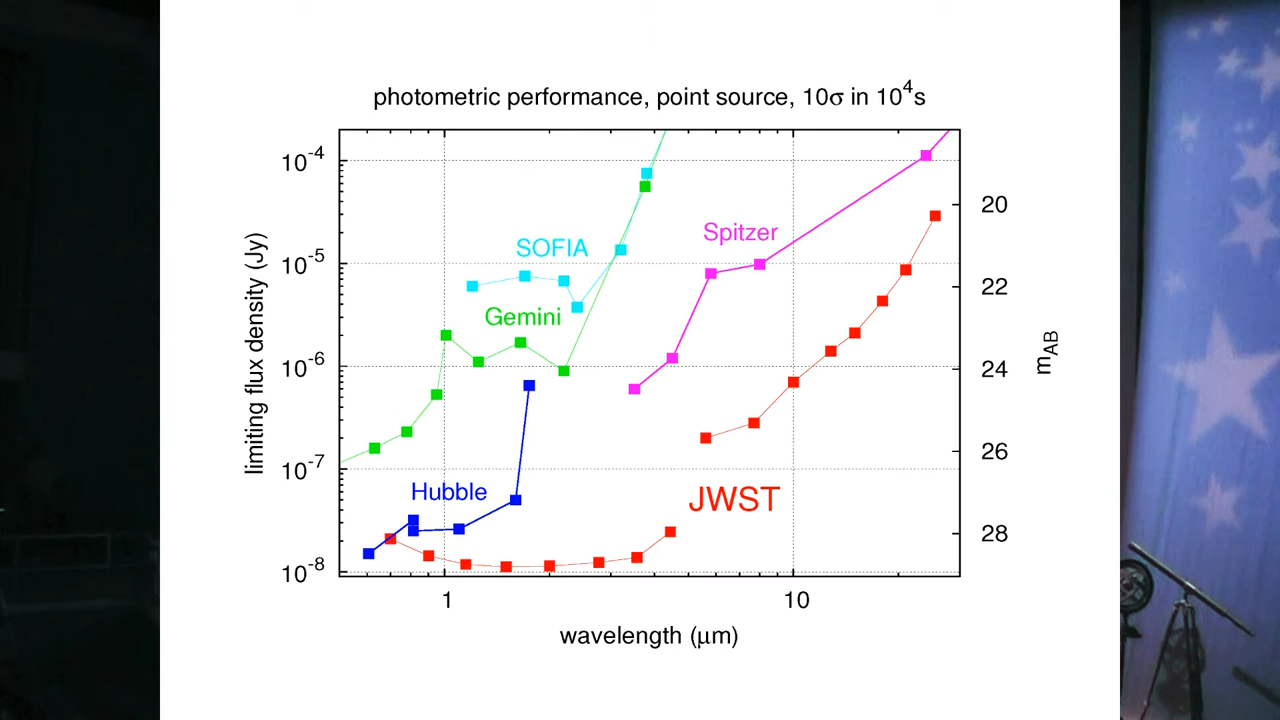 photometric performance, point source, 10σ in 10⁴s
10⁻⁴
10⁻⁵
10⁻⁶
10⁻⁷
10⁻⁸
limiting flux density (Jy)
SOFIA
Gemini
Hubble
Spitzer
JWST
20
22
24
26
28
m_AB
1
10
wavelength (μm)